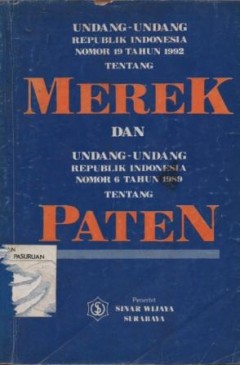 UNDANG-UNDANG
REPUBLIK INDONESIA
NOMOR 19 TAHUN 1992
TENTANG
MEREK
DAN
UNDANG-UNDANG
REPUBLIK INDONESIA
NOMOR 6 TAHUN 1989
TENTANG
PATEN
PASURUAN
Penerbit
SINAR WIJAYA
SURABAYA